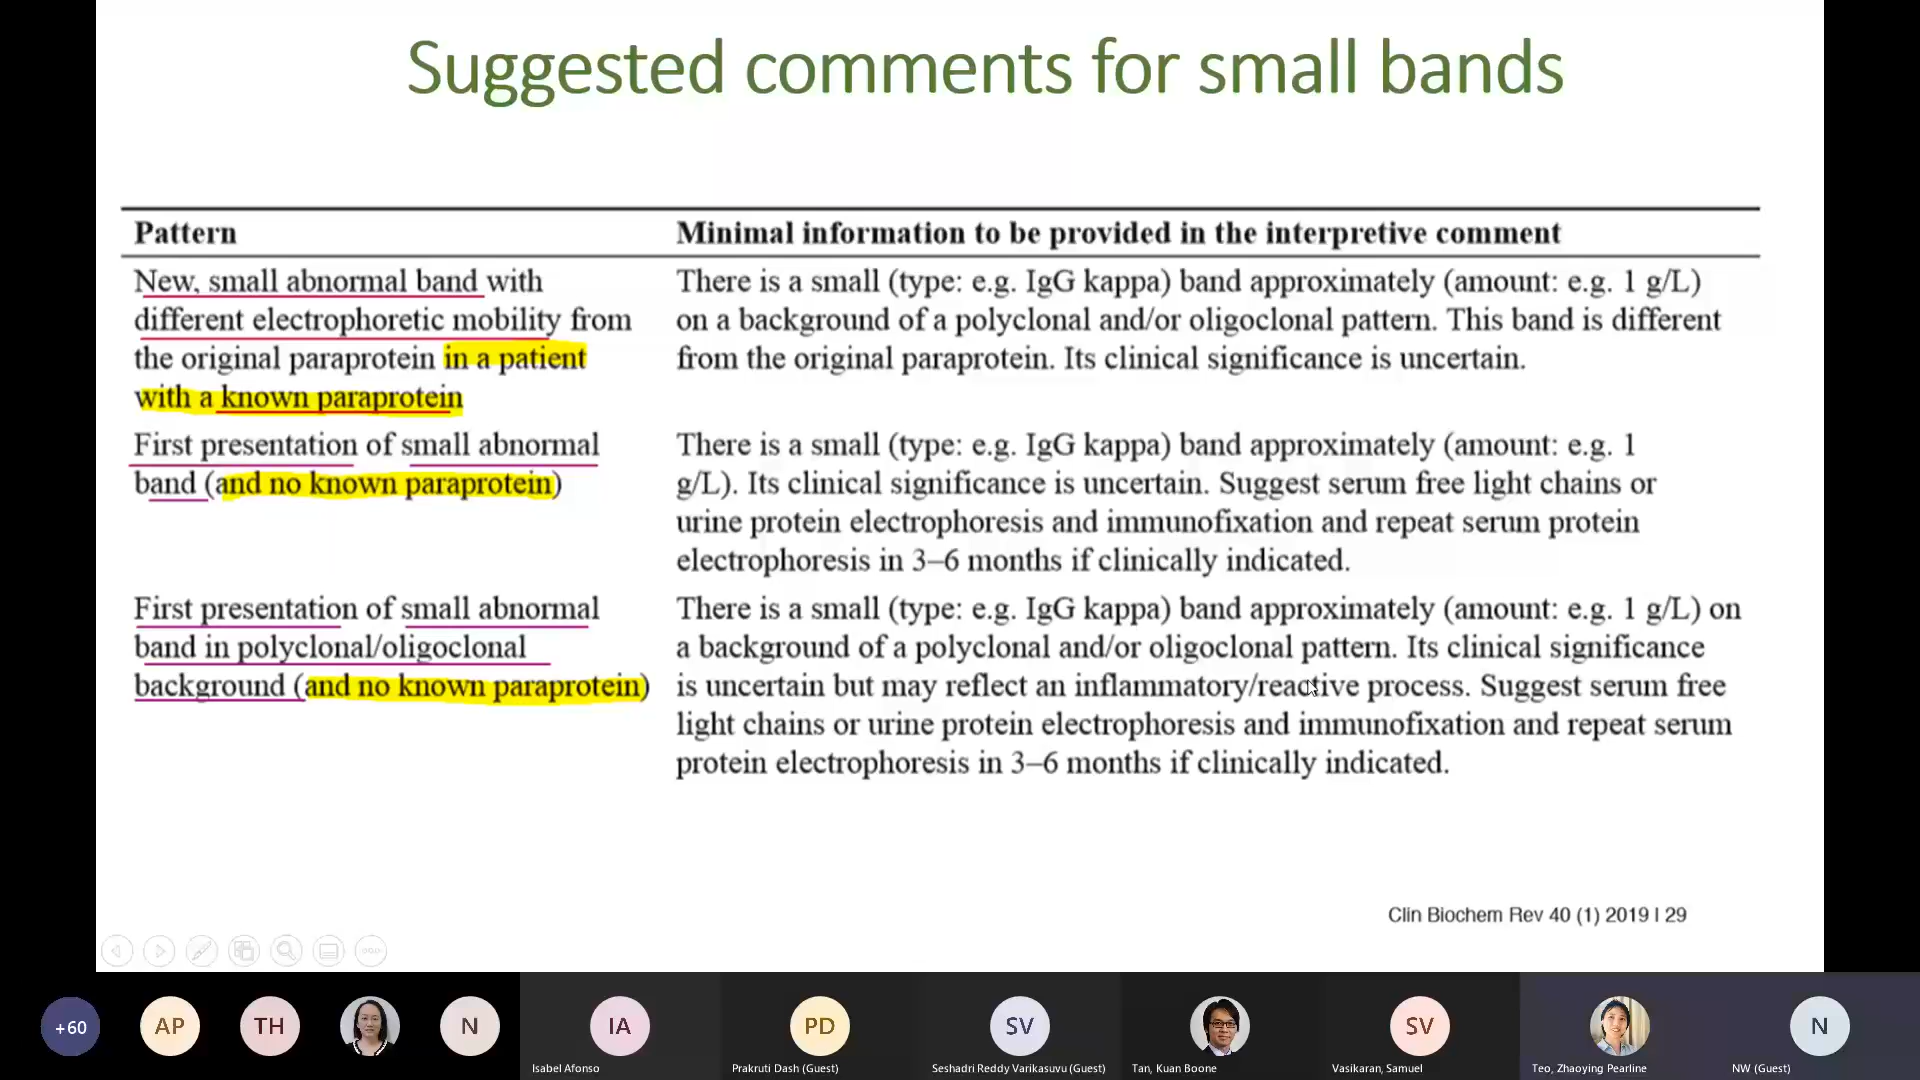 Suggested comments for small bands
Pattern
Minimal information to be provided in the interpretive comment
New, small abnormal band with
different electrophoretic mobility from
the original paraprotein in a patient
with a known paraprotein
There is a small (type: e.g. IgG kappa) band approximately (amount: e.g. 1 g/L)
on a background of a polyclonal and/or oligoclonal pattern. This band is different
from the original paraprotein. Its clinical significance is uncertain.
First presentation of small abnormal
band (and no known paraprotein)
There is a small (type: e.g. IgG kappa) band approximately (amount: e.g. 1
g/L). Its clinical significance is uncertain. Suggest serum free light chains or
urine protein electrophoresis and immunofixation and repeat serum protein
electrophoresis in 3–6 months if clinically indicated.
First presentation of small abnormal
band in polyclonal/oligoclonal
background (and no known paraprotein)
There is a small (type: e.g. IgG kappa) band approximately (amount: e.g. 1 g/L) on
a background of a polyclonal and/or oligoclonal pattern. Its clinical significance
is uncertain but may reflect an inflammatory/reactive process. Suggest serum free
light chains or urine protein electrophoresis and immunofixation and repeat serum
protein electrophoresis in 3–6 months if clinically indicated.
Clin Biochem Rev 40 (1) 2019 I 29
+60
AP
TH
N
IA
PD
SV
SV
N
Isabel Afonso
Prakruti Dash (Guest)
Seshadri Reddy Varikasuvu (Guest)
Tan, Kuan Boone
Vasikaran, Samuel
Teo, Zhaoying Pearline
NW (Guest)